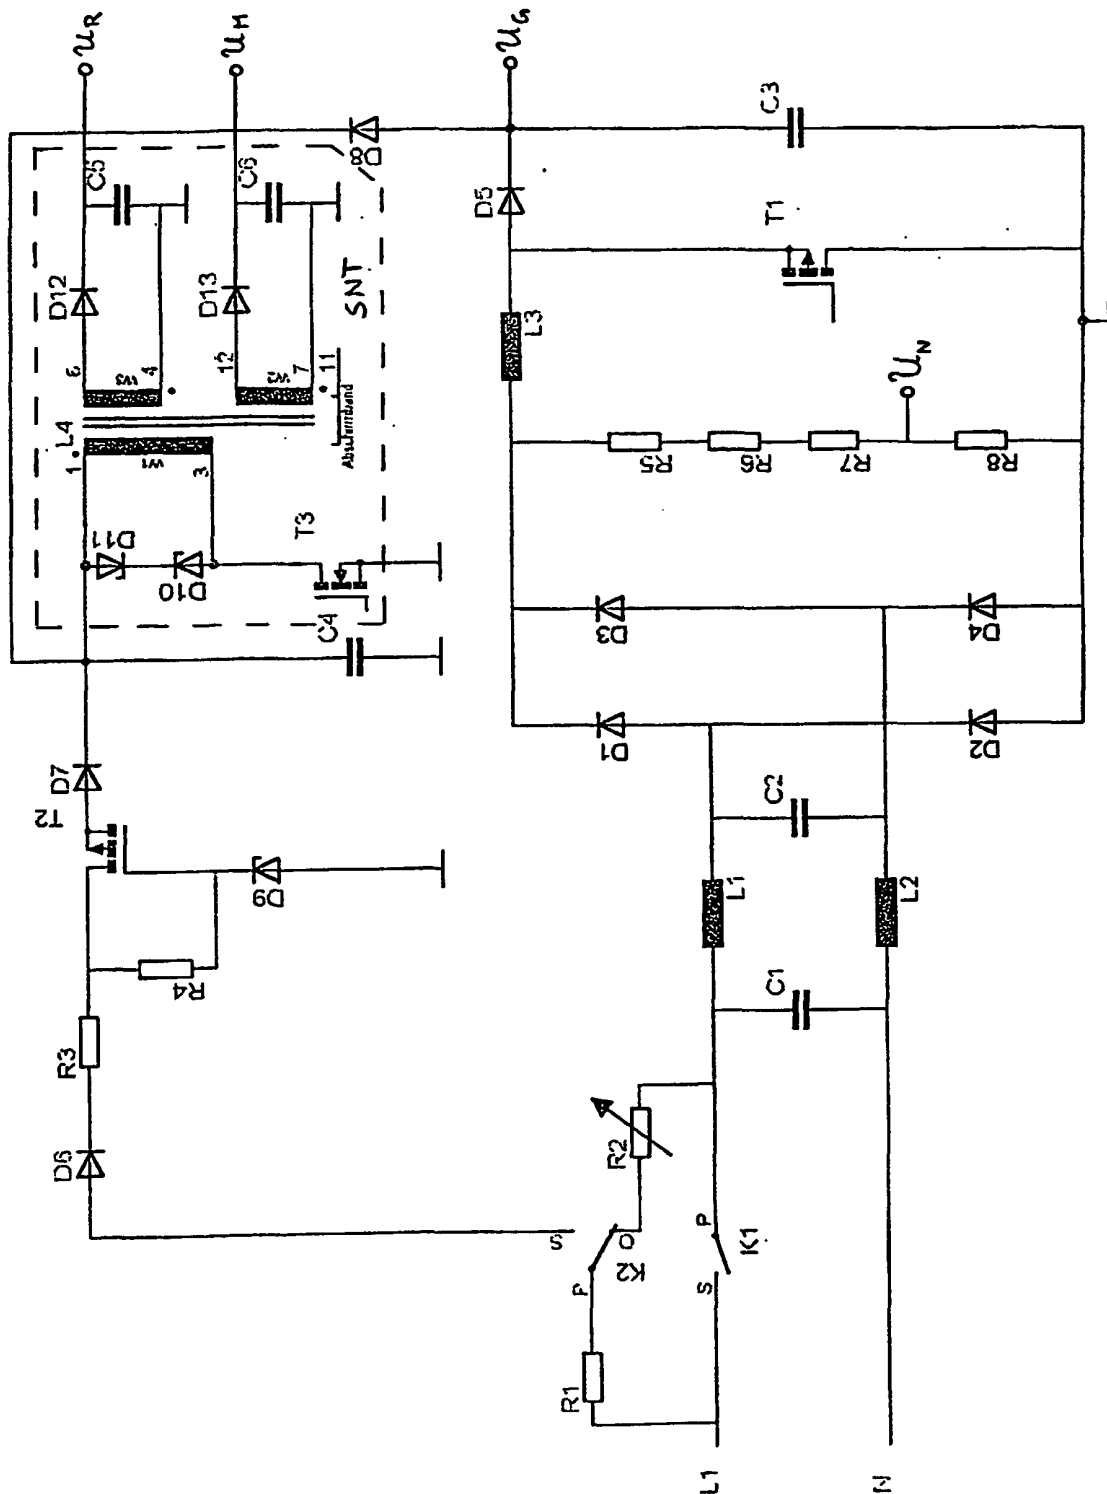 U_R
U_M
U_G
C5
C6
D8
D12
D13
SNT
6
4
12
7
11
W3
W2
L4
1
3
W1
Abschirmband
D11
D10
T3
C4
D7
T2
D9
R4
R3
D6
D5
C3
T1
L3
U_N
R5
R6
R7
R8
D3
D4
D1
D2
C2
L1
L2
C1
R2
S
O
P
K2
P
S
K1
R1
L1
N